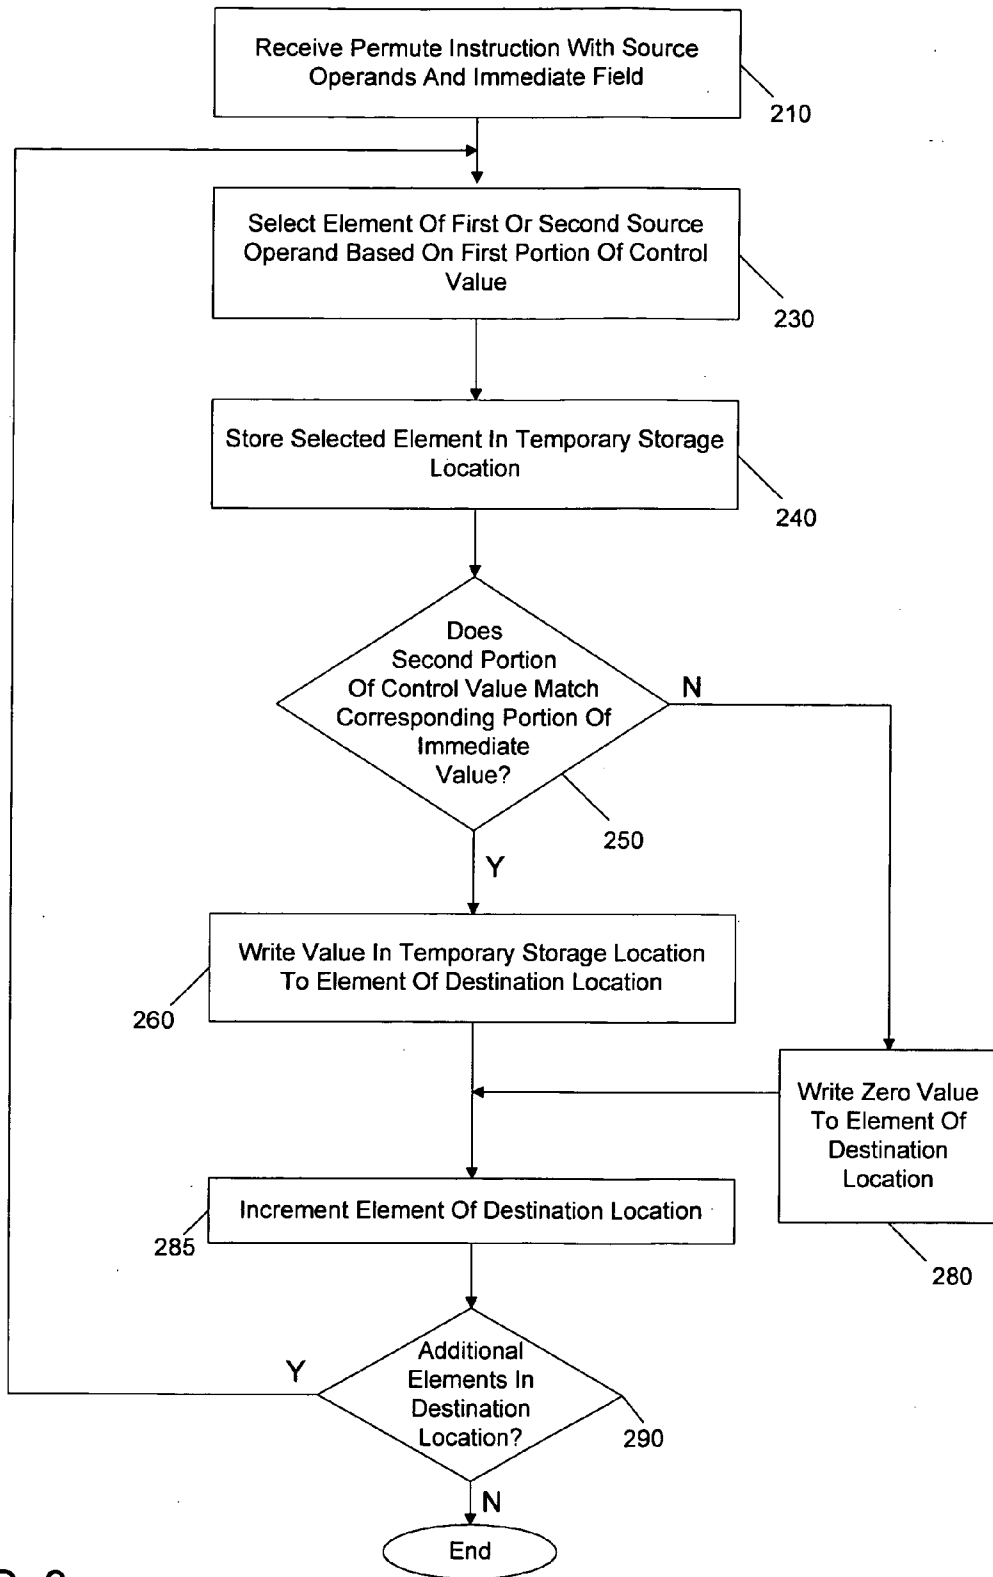 Receive Permute Instruction With Source
Operands And Immediate Field
210
Select Element Of First Or Second Source
Operand Based On First Portion Of Control
Value
230
Store Selected Element In Temporary Storage
Location
240
Does
Second Portion
Of Control Value Match
Corresponding Portion Of
Immediate
Value?
N
250
Y
Write Value In Temporary Storage Location
To Element Of Destination Location
260
Write Zero Value
To Element Of
Destination
Location
280
Increment Element Of Destination Location
285
Additional
Elements In
Destination
Location?
Y
290
N
End